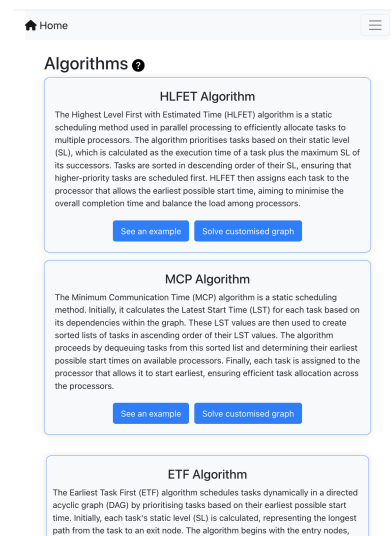 Home
Algorithms ?
HLFET Algorithm
The Highest Level First with Estimated Time (HLFET) algorithm is a static
scheduling method used in parallel processing to efficiently allocate tasks to
multiple processors. The algorithm prioritises tasks based on their static level
(SL), which is calculated as the execution time of a task plus the maximum SL of
its successors. Tasks are sorted in descending order of their SL, ensuring that
higher-priority tasks are scheduled first. HLFET then assigns each task to the
processor that allows the earliest possible start time, aiming to minimise the
overall completion time and balance the load among processors.
See an example Solve customised graph
MCP Algorithm
The Minimum Communication Time (MCP) algorithm is a static scheduling
method. Initially, it calculates the Latest Start Time (LST) for each task based on
its dependencies within the graph. These LST values are then used to create
sorted lists of tasks in ascending order of their LST values. The algorithm
proceeds by dequeuing tasks from this sorted list and determining their earliest
possible start times on available processors. Finally, each task is assigned to the
processor that allows it to start earliest, ensuring efficient task allocation across
the processors.
See an example Solve customised graph
ETF Algorithm
The Earliest Task First (ETF) algorithm schedules tasks dynamically in a directed
acyclic graph (DAG) by prioritising tasks based on their earliest possible start
time. Initially, each task's static level (SL) is calculated, representing the longest
path from the task to an exit node. The algorithm begins with the entry nodes,